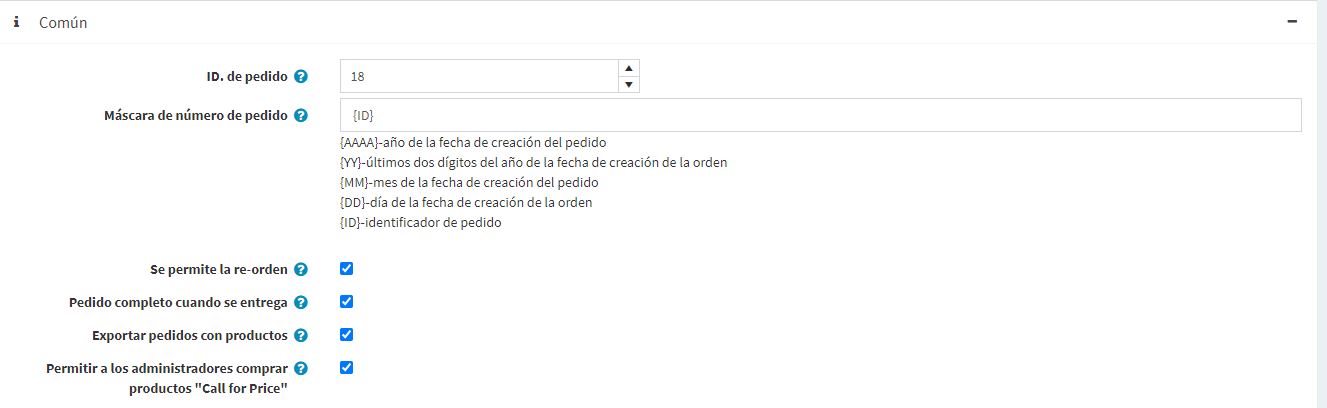 Común
ID. de pedido
18
Máscara de número de pedido
{ID}
{AAAA}-año de la fecha de creación del pedido
{YY}-últimos dos dígitos del año de la fecha de creación de la orden
{MM}-mes de la fecha de creación del pedido
{DD}-día de la fecha de creación de la orden
{ID}-identificador de pedido
Se permite la re-orden
Pedido completo cuando se entrega
Exportar pedidos con productos
Permitir a los administradores comprar
productos "Call for Price"